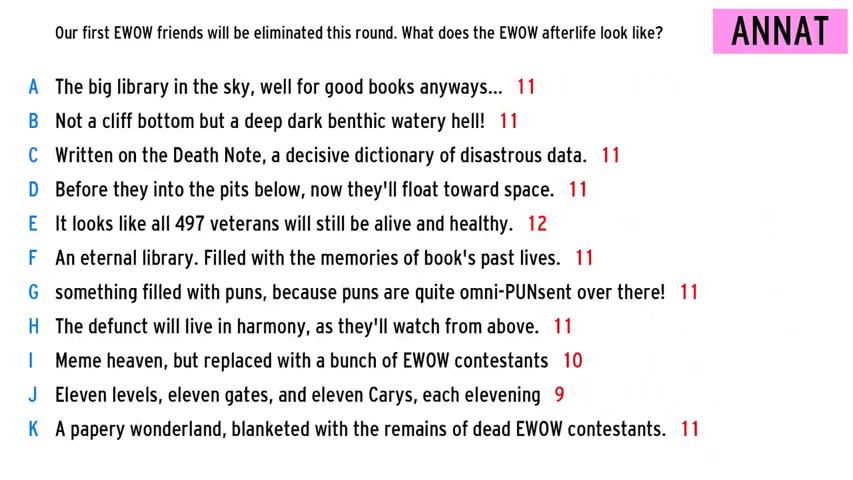 Our first EWOW friends will be eliminated this round. What does the EWOW afterlife look like?
ANNAT
A The big library in the sky, well for good books anyways... 11
B Not a cliff bottom but a deep dark benthic watery hell! 11
C Written on the Death Note, a decisive dictionary of disastrous data. 11
D Before they into the pits below, now they'll float toward space. 11
E It looks like all 497 veterans will still be alive and healthy. 12
F An eternal library. Filled with the memories of book's past lives. 11
G something filled with puns, because puns are quite omni-PUNsent over there! 11
H The defunct will live in harmony, as they'll watch from above. 11
I Meme heaven, but replaced with a bunch of EWOW contestants 10
J Eleven levels, eleven gates, and eleven Carys, each elevening 9
K A papery wonderland, blanketed with the remains of dead EWOW contestants. 11